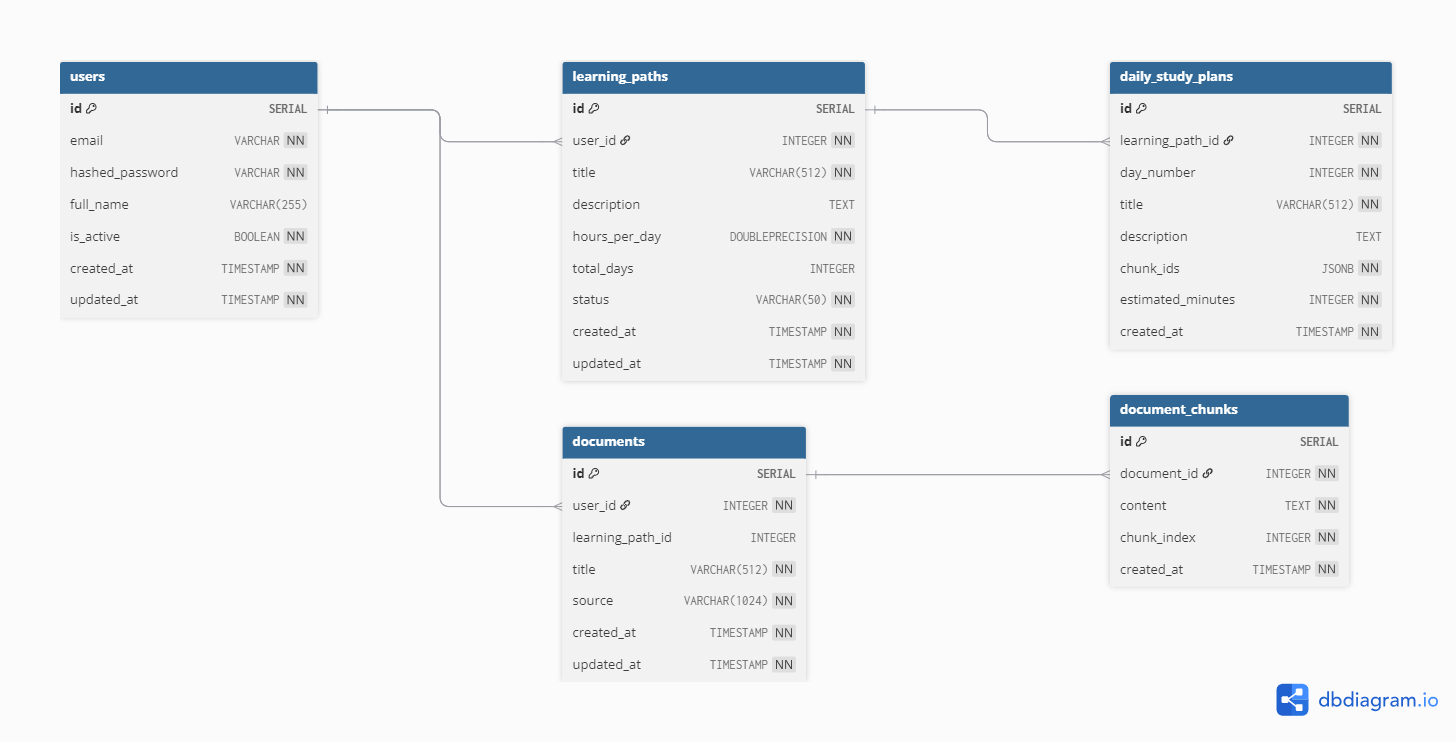 users
id SERIAL
email VARCHAR NN
hashed_password VARCHAR NN
full_name VARCHAR(255)
is_active BOOLEAN NN
created_at TIMESTAMP NN
updated_at TIMESTAMP NN
learning_paths
id SERIAL
user_id INTEGER NN
title VARCHAR(512) NN
description TEXT
hours_per_day DOUBLEPRECISION NN
total_days INTEGER
status VARCHAR(50) NN
created_at TIMESTAMP NN
updated_at TIMESTAMP NN
daily_study_plans
id SERIAL
learning_path_id INTEGER NN
day_number INTEGER NN
title VARCHAR(512) NN
description TEXT
chunk_ids JSONB NN
estimated_minutes INTEGER NN
created_at TIMESTAMP NN
documents
id SERIAL
user_id INTEGER NN
learning_path_id INTEGER
title VARCHAR(512) NN
source VARCHAR(1024) NN
created_at TIMESTAMP NN
updated_at TIMESTAMP NN
document_chunks
id SERIAL
document_id INTEGER NN
content TEXT NN
chunk_index INTEGER NN
created_at TIMESTAMP NN
dbdiagram.io